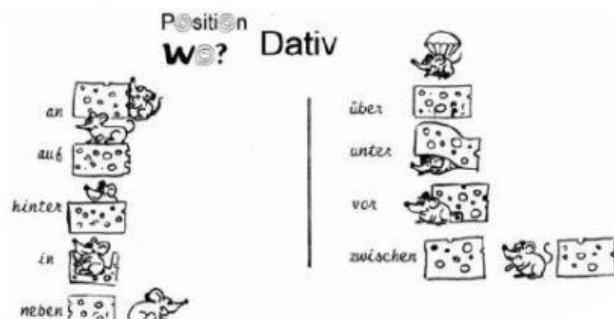 Position
Wo?
Dativ
an
auf
hinter
in
neben
über
unter
vor
zwischen